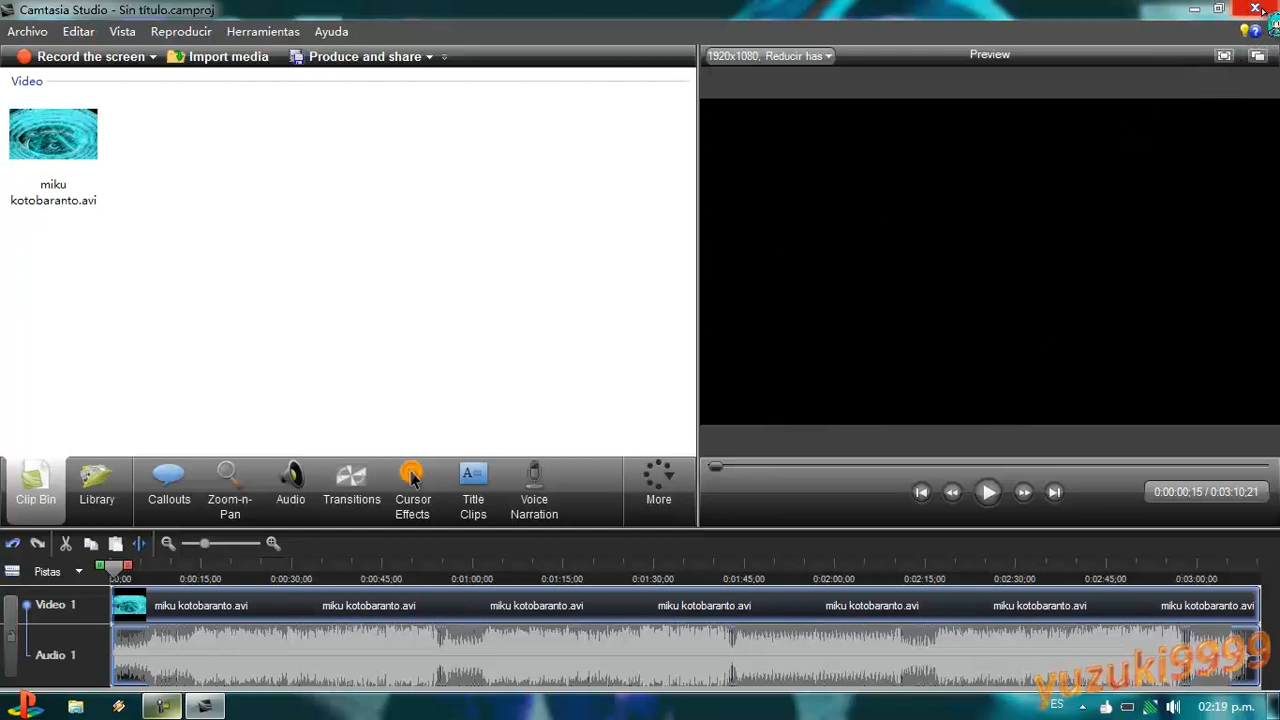 Camtasia Studio - Sin título.camproj
Archivo Editar Vista Reproducir Herramientas Ayuda
Record the screen Import media Produce and share
1920x1080, Reducir has
Preview
Video
miku
kotobaranto.avi
Clip Bin
Library
Callouts
Zoom-n-
Pan
Audio
Transitions
Cursor
Effects
Title
Clips
Voice
Narration
More
0:00:00;15 / 0:03:10;21
Pistas
00;00 0:00:15;00 0:00:30;00 0:00:45;00 0:01:00;00 0:01:15;00 0:01:30;00 0:01:45;00 0:02:00;00 0:02:15;00 0:02:30;00 0:02:45;00 0:03:00;00
Video 1
miku kotobaranto.avi miku kotobaranto.avi miku kotobaranto.avi miku kotobaranto.avi miku kotobaranto.avi miku kotobaranto.avi miku kotobaranto.avi
Audio 1
yuzuki9999
ES
02:19 p.m.